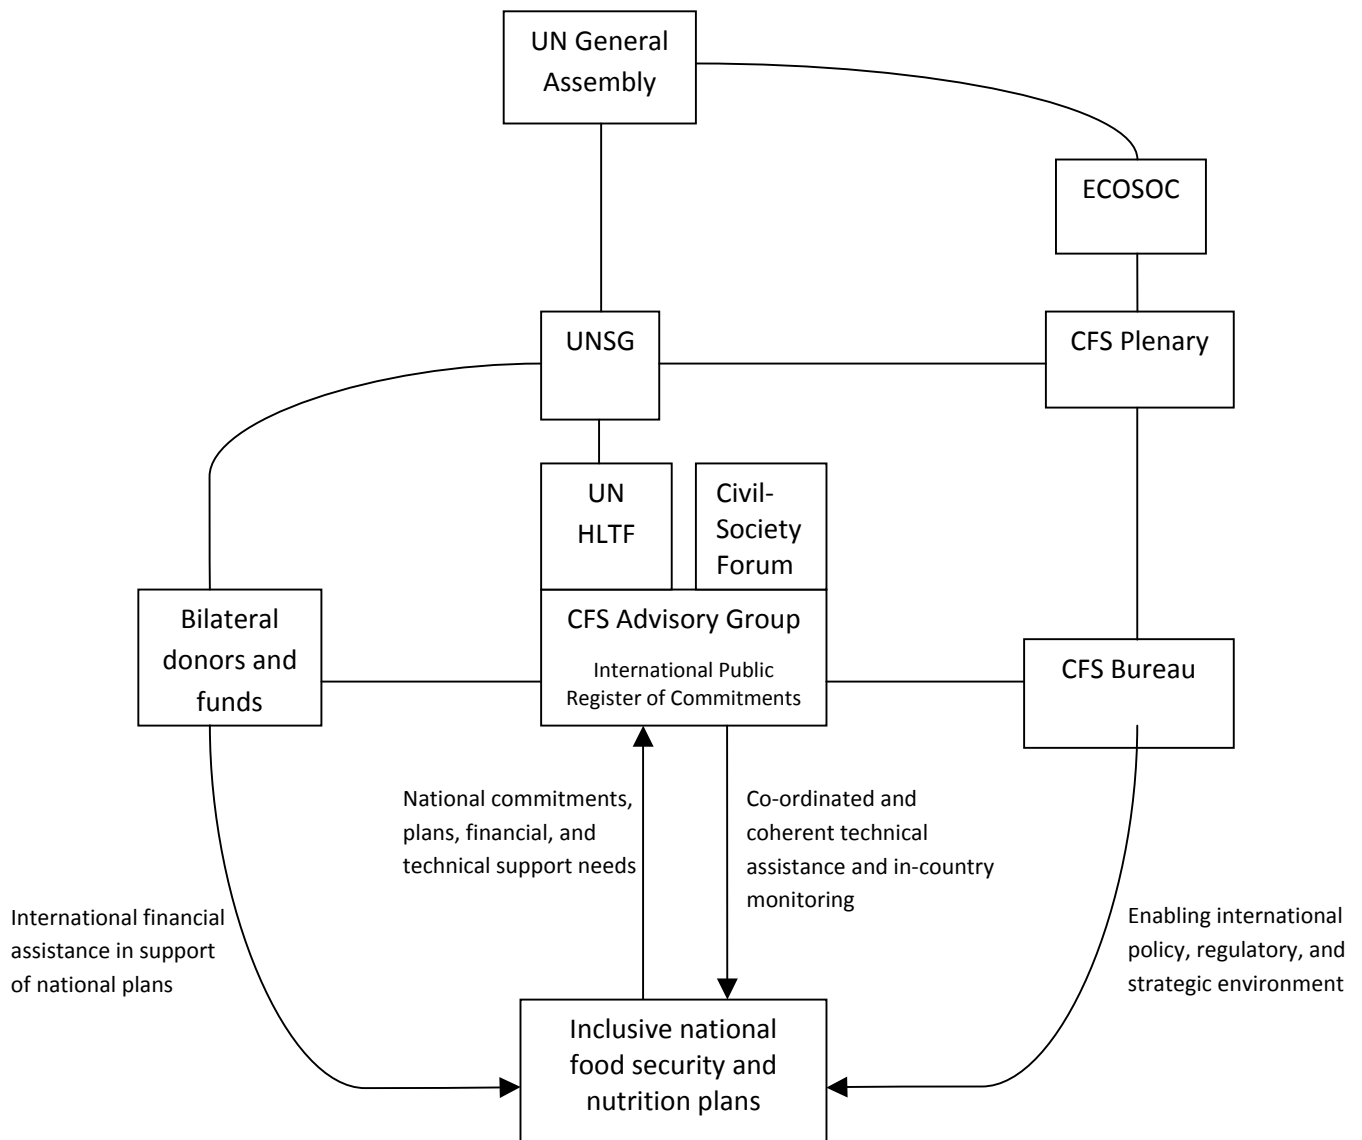 UN General
Assembly
ECOSOC
UNSG
CFS Plenary
UN
HLTF
Civil-
Society
Forum
Bilateral
donors and
funds
CFS Advisory Group
International Public
Register of Commitments
CFS Bureau
National commitments,
plans, financial, and
technical support needs
Co-ordinated and
coherent technical
assistance and in-country
monitoring
International financial
assistance in support
of national plans
Enabling international
policy, regulatory, and
strategic environment
Inclusive national
food security and
nutrition plans